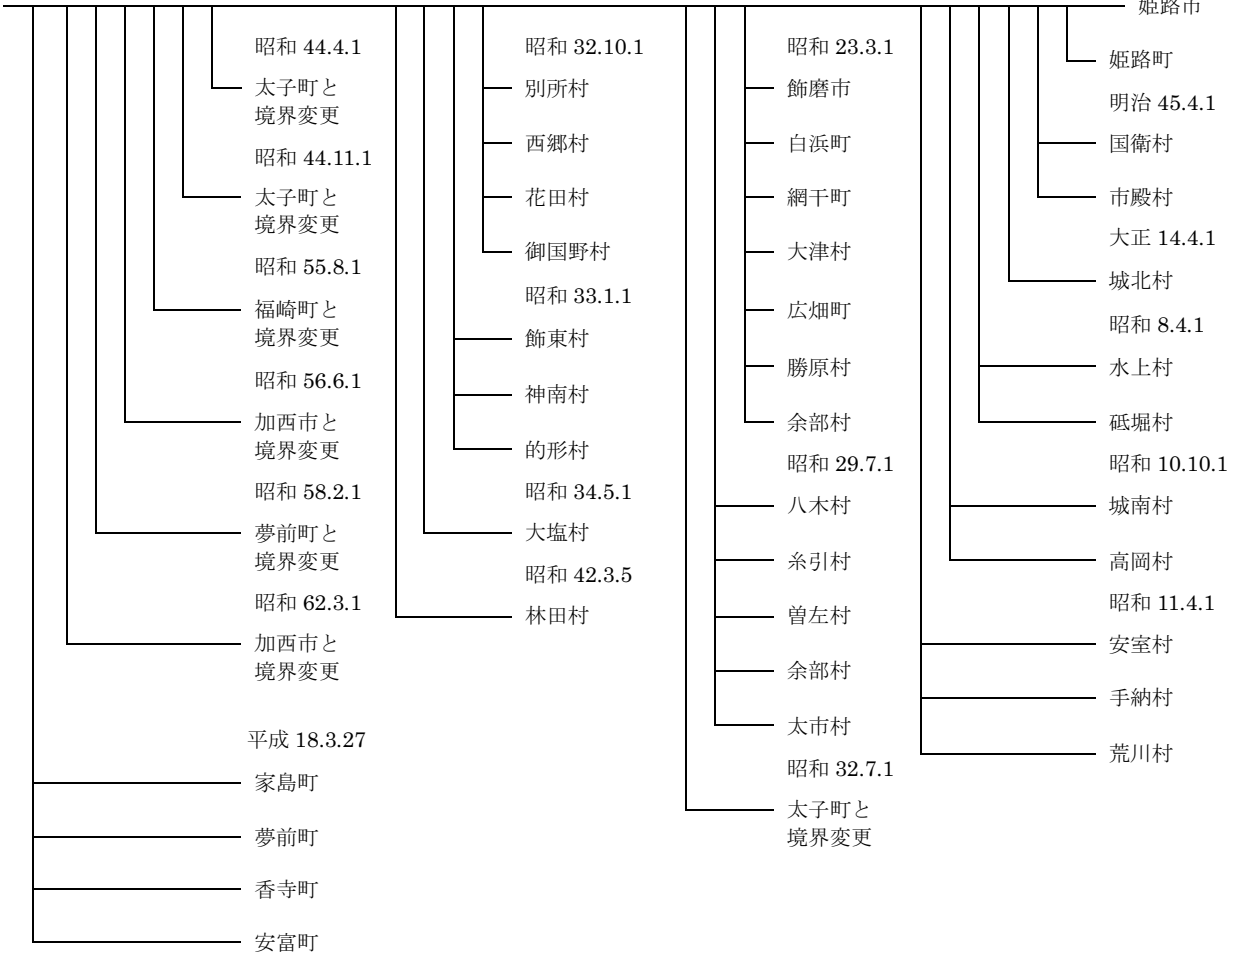 姫路市
姫路町
明治 45.4.1
国衛村
市殿村
大正 14.4.1
城北村
昭和 8.4.1
水上村
砥堀村
昭和 10.10.1
城南村
高岡村
昭和 11.4.1
安室村
手納村
荒川村
昭和 23.3.1
飾磨市
白浜町
網干町
大津村
広畑町
勝原村
余部村
昭和 29.7.1
八木村
糸引村
曽左村
余部村
太市村
昭和 32.7.1
太子町と
境界変更
昭和 32.10.1
別所村
西郷村
花田村
御国野村
昭和 33.1.1
飾東村
神南村
的形村
昭和 34.5.1
大塩村
昭和 42.3.5
林田村
昭和 44.4.1
太子町と
境界変更
昭和 44.11.1
太子町と
境界変更
昭和 55.8.1
福崎町と
境界変更
昭和 56.6.1
加西市と
境界変更
昭和 58.2.1
夢前町と
境界変更
昭和 62.3.1
加西市と
境界変更
平成 18.3.27
家島町
夢前町
香寺町
安富町